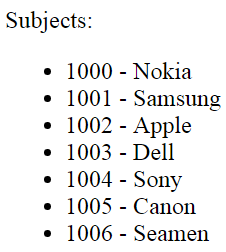 Subjects:
• 1000 - Nokia
• 1001 - Samsung
• 1002 - Apple
• 1003 - Dell
• 1004 - Sony
• 1005 - Canon
• 1006 - Seamen